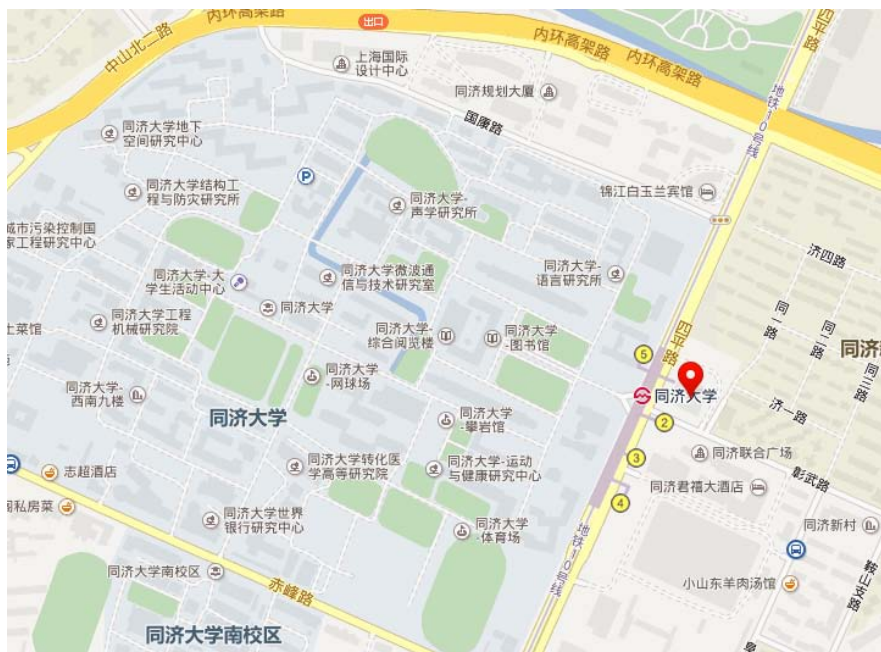 内环高架路
出口
中山北二路
上海国际
设计中心
内环高架路
内环高架路
四平路
同济规划大厦
地铁10号线
国康路
同济大学地下
空间研究中心
P
同济大学结构工
程与防灾研究所
同济大学-
声学研究所
锦江白玉兰宾馆
城市污染控制国
家工程研究中心
济四路
同济大学-大
学生活动中心
同济大学微波通
信与技术研究室
同济大学-
语言研究所
同济大学
同济大学工程
机械研究院
土菜馆
同济大学-
综合阅览楼
同济大学
-图书馆
四平路
同一路
同二路
同三路
同济
5
同济大学
-网球场
同济大学-
西南九楼
同济大学
同济大学
济一路
2
同济大学
-攀岩馆
同济联合广场
3
彰武路
志超酒店
同济大学转化医
学高等研究院
同济大学-运动
与健康研究中心
4
同济君禧大酒店
阁私房菜
同济大学世界
银行研究中心
同济大学
-体育场
地铁10号线
同济新村
鞍山支路
同济大学南校区
赤峰路
小山东羊肉汤馆
同济大学南校区